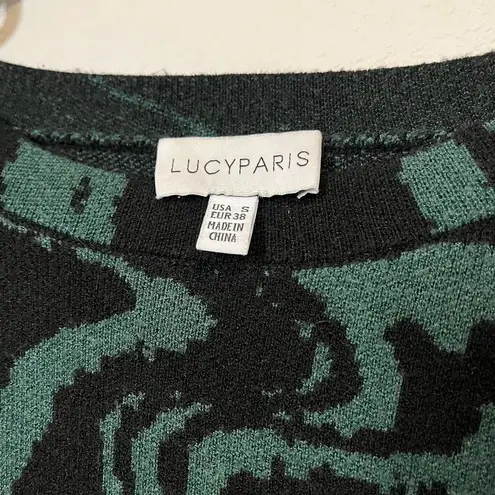 LUCYPARIS
USA S
EUR 38
MADE IN
CHINA